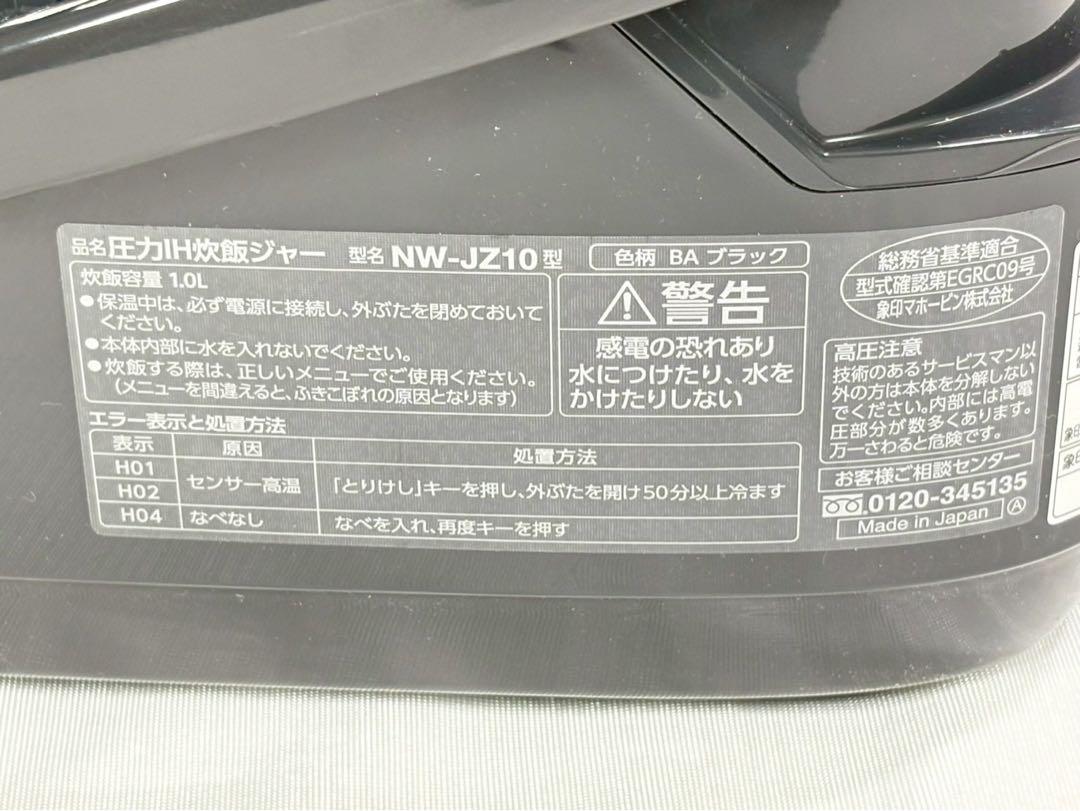 品名 圧力IH炊飯ジャー 型名 NW-JZ10型 色柄 BA ブラック
炊飯容量 1.0L
●保温中は、必ず電源に接続し、外ぶたを閉めておいて
ください。
●本体内部に水を入れないでください。
●炊飯する際は、正しいメニューでご使用ください。
(メニューを間違えると、ふきこぼれの原因となります)
警告
感電の恐れあり
水につけたり、水を
かけたりしない
エラー表示と処置方法
表示 原因 処置方法
H01
H02 センサー高温 「とりけし」キーを押し、外ぶたを開け50分以上冷ます
H04 なべなし なべを入れ、再度キーを押す
総務省基準適合
型式確認第EGRC09号
象印マホービン株式会社
高圧注意
技術のあるサービスマン以
外の方は本体を分解しない
でください。内部には高電
圧部分が数多くあります。
万一さわると危険です。
お客様ご相談センター
0120-345135
Made in Japan Ⓐ
象印
象印